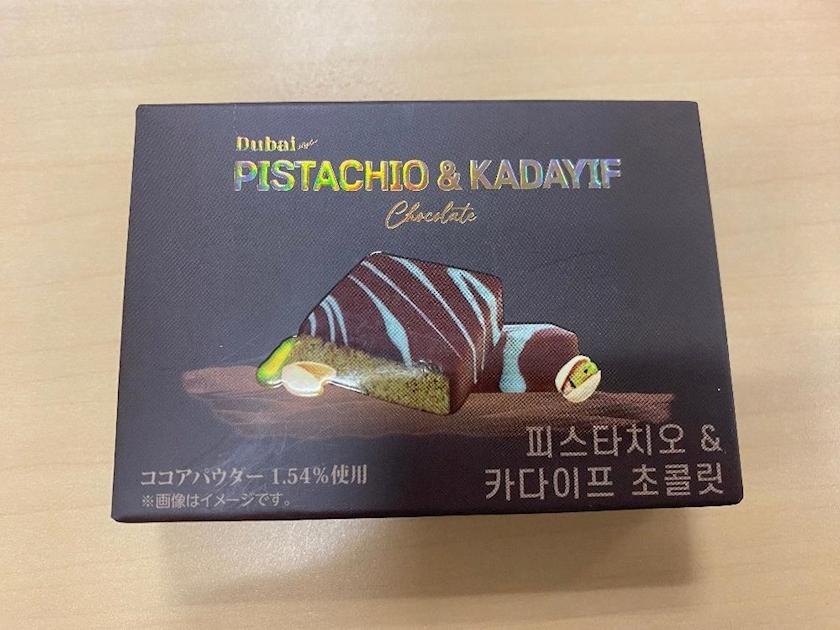 Dubai style
PISTACHIO & KADAYIF
Chocolate
피스타치오 &
카다이프 초콜릿
ココアパウダー 1.54%使用
※画像はイメージです。